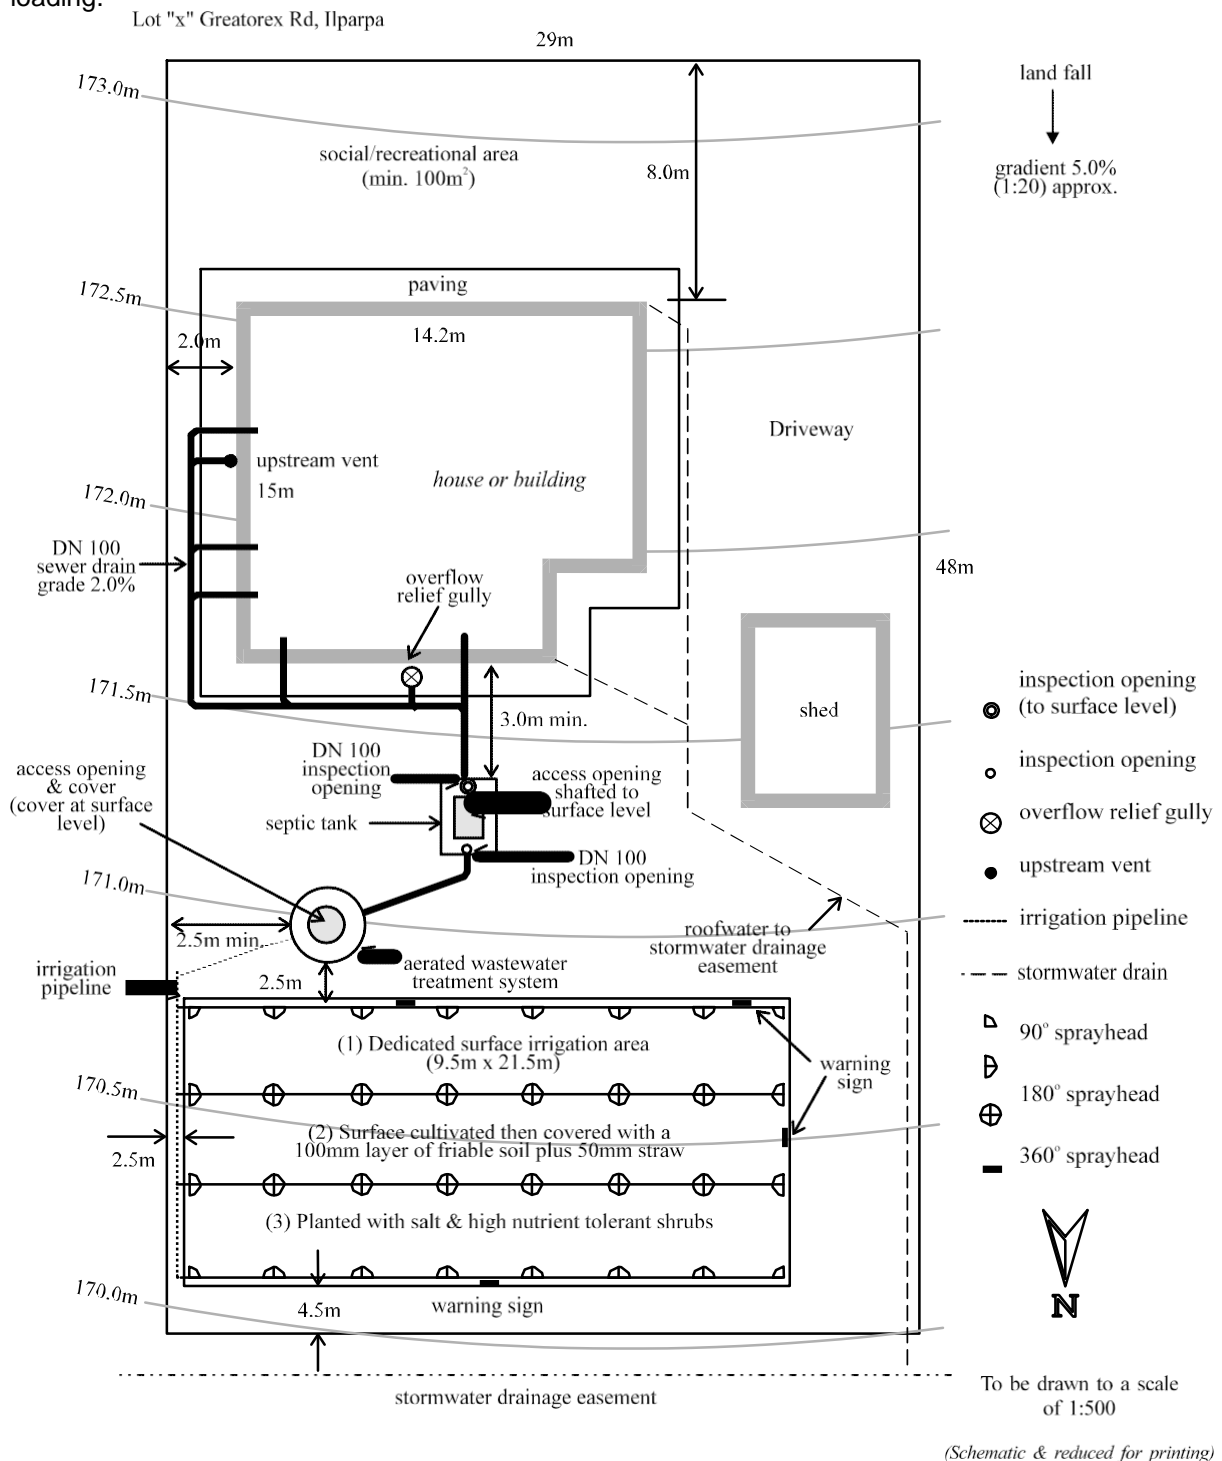 loading.
Lot "x" Greatorex Rd, Ilparpa
29m
173.0m
land fall
social/recreational area
(min. 100m²)
8.0m
gradient 5.0%
(1:20) approx.
172.5m
paving
14.2m
2.0m
Driveway
upstream vent
15m
house or building
172.0m
DN 100
sewer drain
grade 2.0%
overflow
relief gully
48m
171.5m
3.0m min.
shed
inspection opening
(to surface level)
DN 100
inspection
opening
access opening
& cover
(cover at surface
level)
access opening
shafted to
surface level
inspection opening
septic tank
overflow relief gully
DN 100
inspection opening
upstream vent
171.0m
2.5m min.
roofwater to
stormwater drainage
easement
irrigation pipeline
irrigation
pipeline
2.5m
aerated wastewater
treatment system
stormwater drain
(1) Dedicated surface irrigation area
(9.5m x 21.5m)
90° sprayhead
warning
sign
170.5m
180° sprayhead
(2) Surface cultivated then covered with a
100mm layer of friable soil plus 50mm straw
2.5m
360° sprayhead
(3) Planted with salt & high nutrient tolerant shrubs
170.0m
4.5m
warning sign
N
stormwater drainage easement
To be drawn to a scale
of 1:500
(Schematic & reduced for printing)